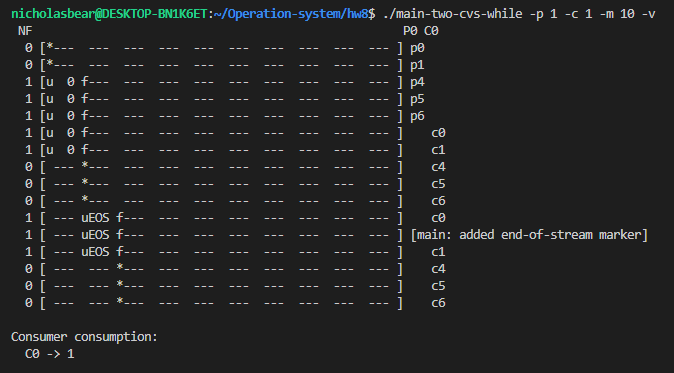 nicholasbear@DESKTOP-BN1K6ET:~/Operation-system/hw8$ ./main-two-cvs-while -p 1 -c 1 -m 10 -v
 NF                                                     P0 C0
  0 [*---  ---  ---  ---  ---  ---  ---  ---  ---  --- ] p0
  0 [*---  ---  ---  ---  ---  ---  ---  ---  ---  --- ] p1
  1 [u  0 f---  ---  ---  ---  ---  ---  ---  ---  --- ] p4
  1 [u  0 f---  ---  ---  ---  ---  ---  ---  ---  --- ] p5
  1 [u  0 f---  ---  ---  ---  ---  ---  ---  ---  --- ] p6
  1 [u  0 f---  ---  ---  ---  ---  ---  ---  ---  --- ]    c0
  1 [u  0 f---  ---  ---  ---  ---  ---  ---  ---  --- ]    c1
  0 [ --- *---  ---  ---  ---  ---  ---  ---  ---  --- ]    c4
  0 [ --- *---  ---  ---  ---  ---  ---  ---  ---  --- ]    c5
  0 [ --- *---  ---  ---  ---  ---  ---  ---  ---  --- ]    c6
  1 [ --- uEOS f---  ---  ---  ---  ---  ---  ---  --- ]    c0
  1 [ --- uEOS f---  ---  ---  ---  ---  ---  ---  --- ] [main: added end-of-stream marker]
  1 [ --- uEOS f---  ---  ---  ---  ---  ---  ---  --- ]    c1
  0 [ ---  --- *---  ---  ---  ---  ---  ---  ---  --- ]    c4
  0 [ ---  --- *---  ---  ---  ---  ---  ---  ---  --- ]    c5
  0 [ ---  --- *---  ---  ---  ---  ---  ---  ---  --- ]    c6

Consumer consumption:
  C0 -> 1